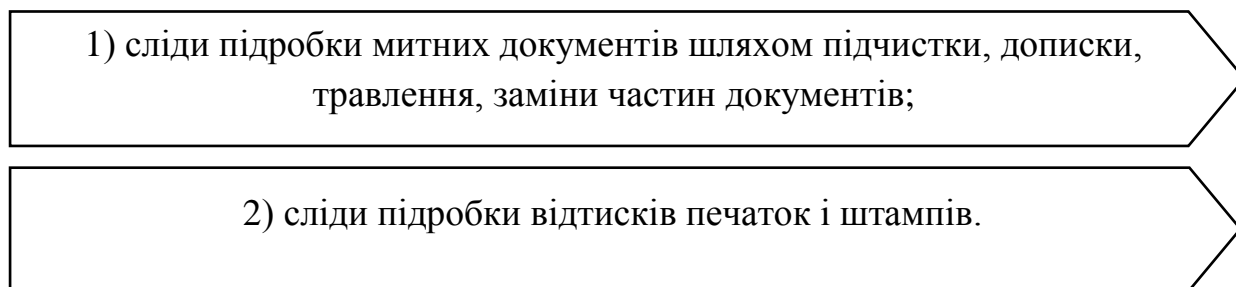 1) сліди підробки митних документів шляхом підчистки, дописки,
травлення, заміни частин документів;
2) сліди підробки відтисків печаток і штампів.